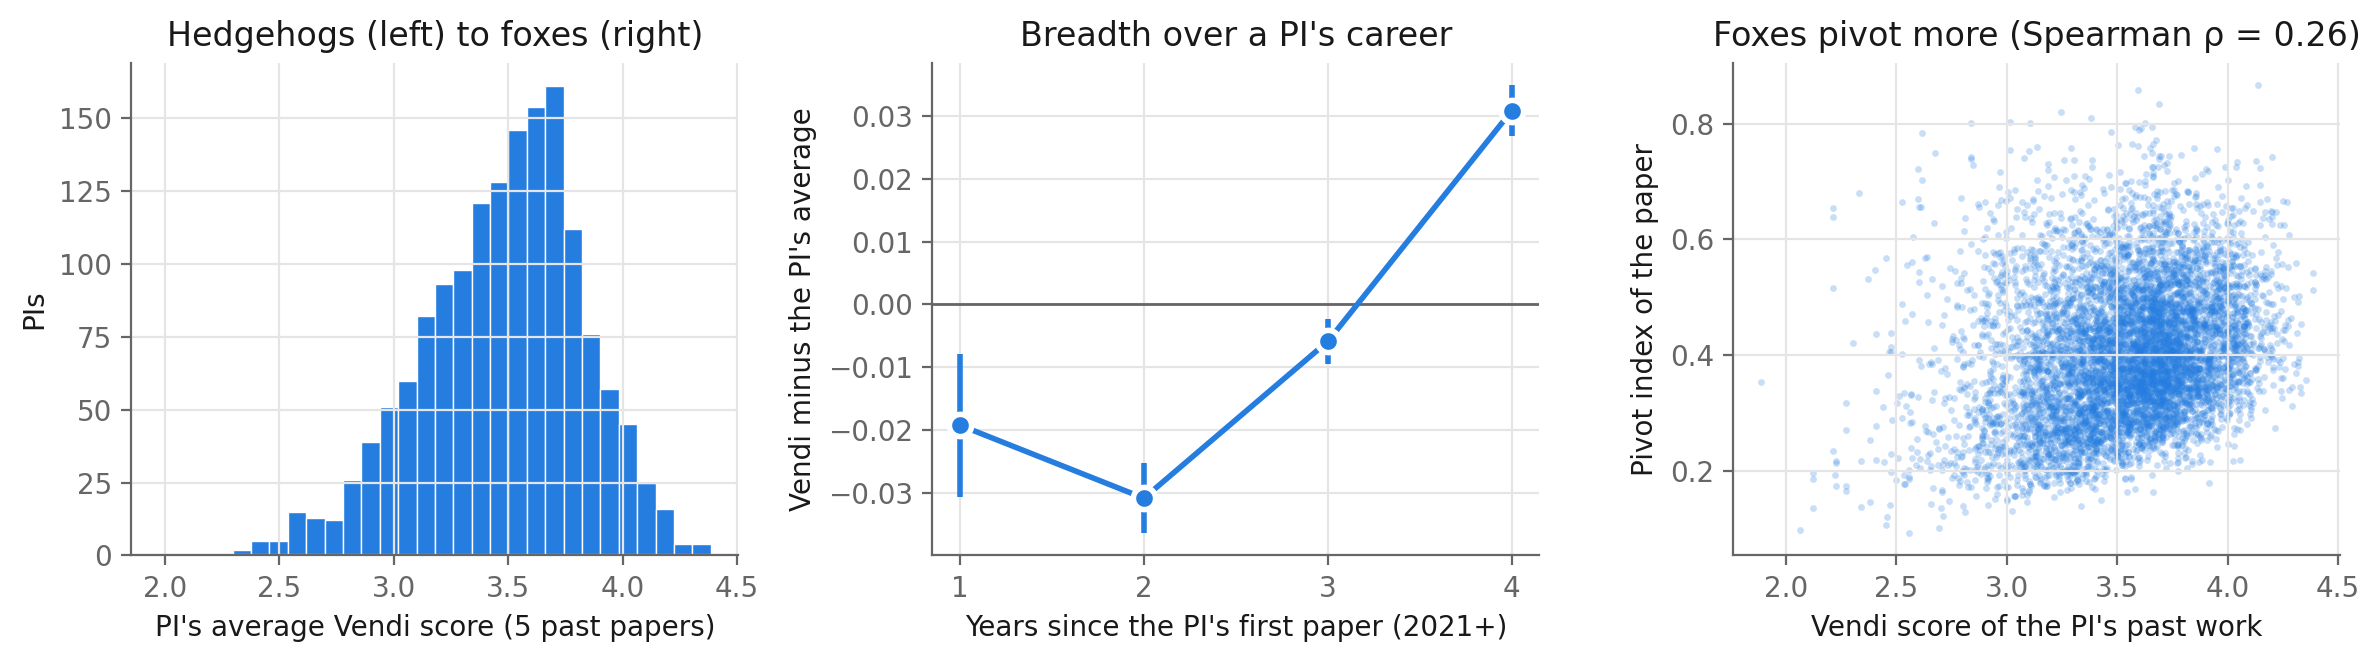 Hedgehogs (left) to foxes (right)
PIs
150
125
100
75
50
25
0
2.0 2.5 3.0 3.5 4.0 4.5
PI's average Vendi score (5 past papers)
Breadth over a PI's career
Vendi minus the PI's average
0.03
0.02
0.01
0.00
−0.01
−0.02
−0.03
1 2 3 4
Years since the PI's first paper (2021+)
Foxes pivot more (Spearman ρ = 0.26)
Pivot index of the paper
0.8
0.6
0.4
0.2
2.0 2.5 3.0 3.5 4.0 4.5
Vendi score of the PI's past work